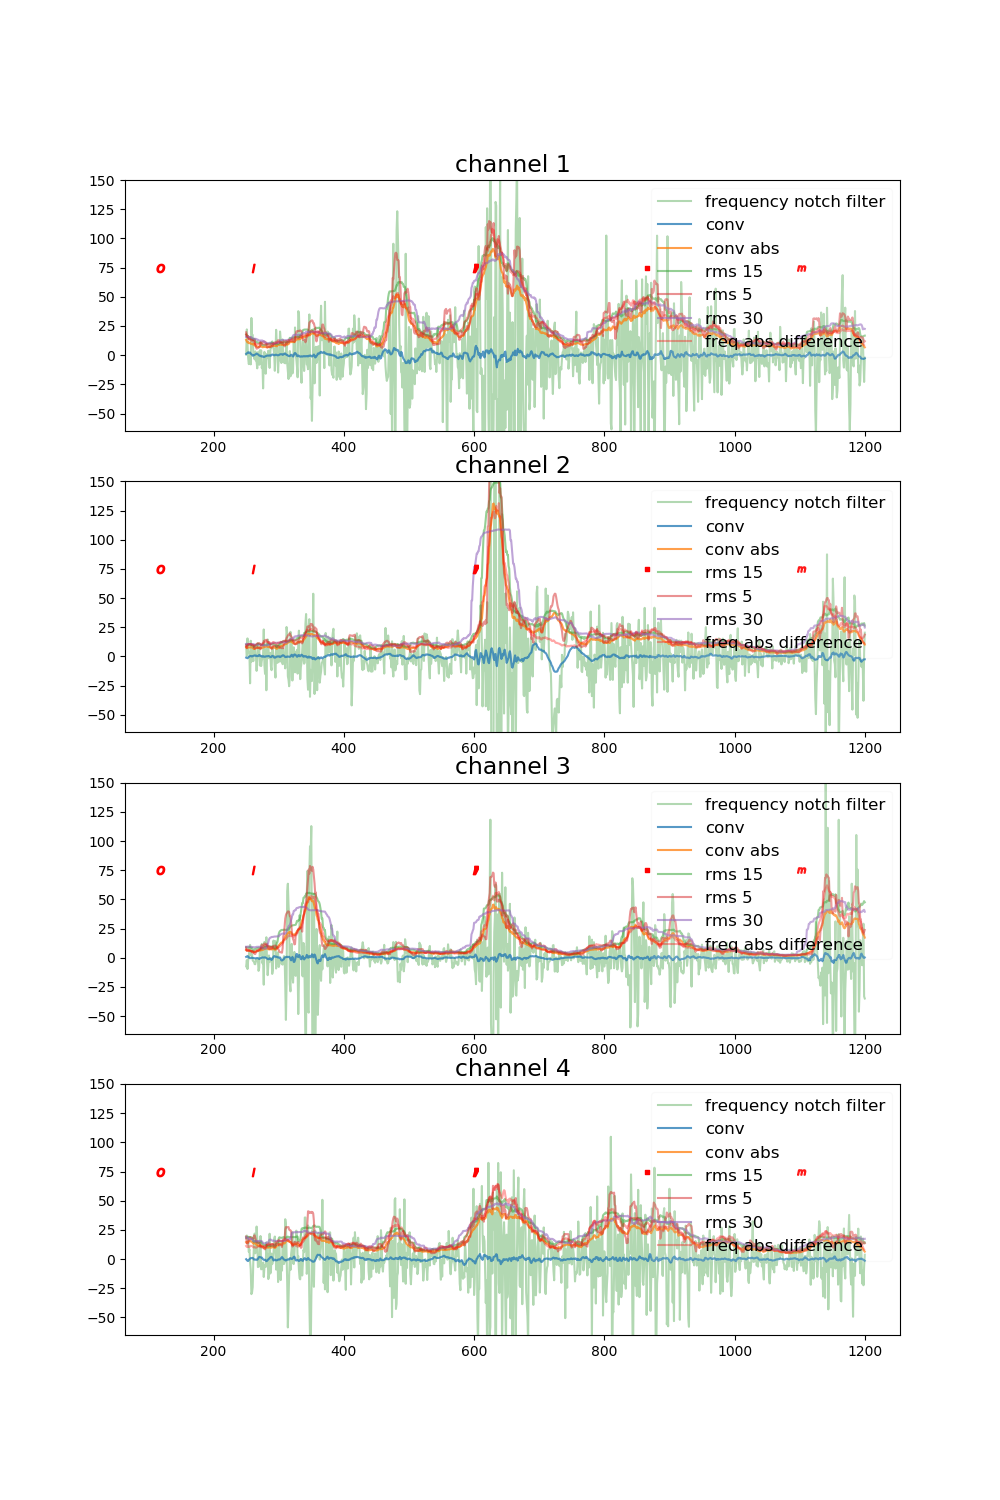 channel 1
150
125
100
75
50
25
0
−25
−50
o l , . m
frequency notch filter
conv
conv abs
rms 15
rms 5
rms 30
freq abs difference
200 400 600 800 1000 1200
channel 2
150
125
100
75
50
25
0
−25
−50
o l , . m
frequency notch filter
conv
conv abs
rms 15
rms 5
rms 30
freq abs difference
200 400 600 800 1000 1200
channel 3
150
125
100
75
50
25
0
−25
−50
o l , . m
frequency notch filter
conv
conv abs
rms 15
rms 5
rms 30
freq abs difference
200 400 600 800 1000 1200
channel 4
150
125
100
75
50
25
0
−25
−50
o l , . m
frequency notch filter
conv
conv abs
rms 15
rms 5
rms 30
freq abs difference
200 400 600 800 1000 1200